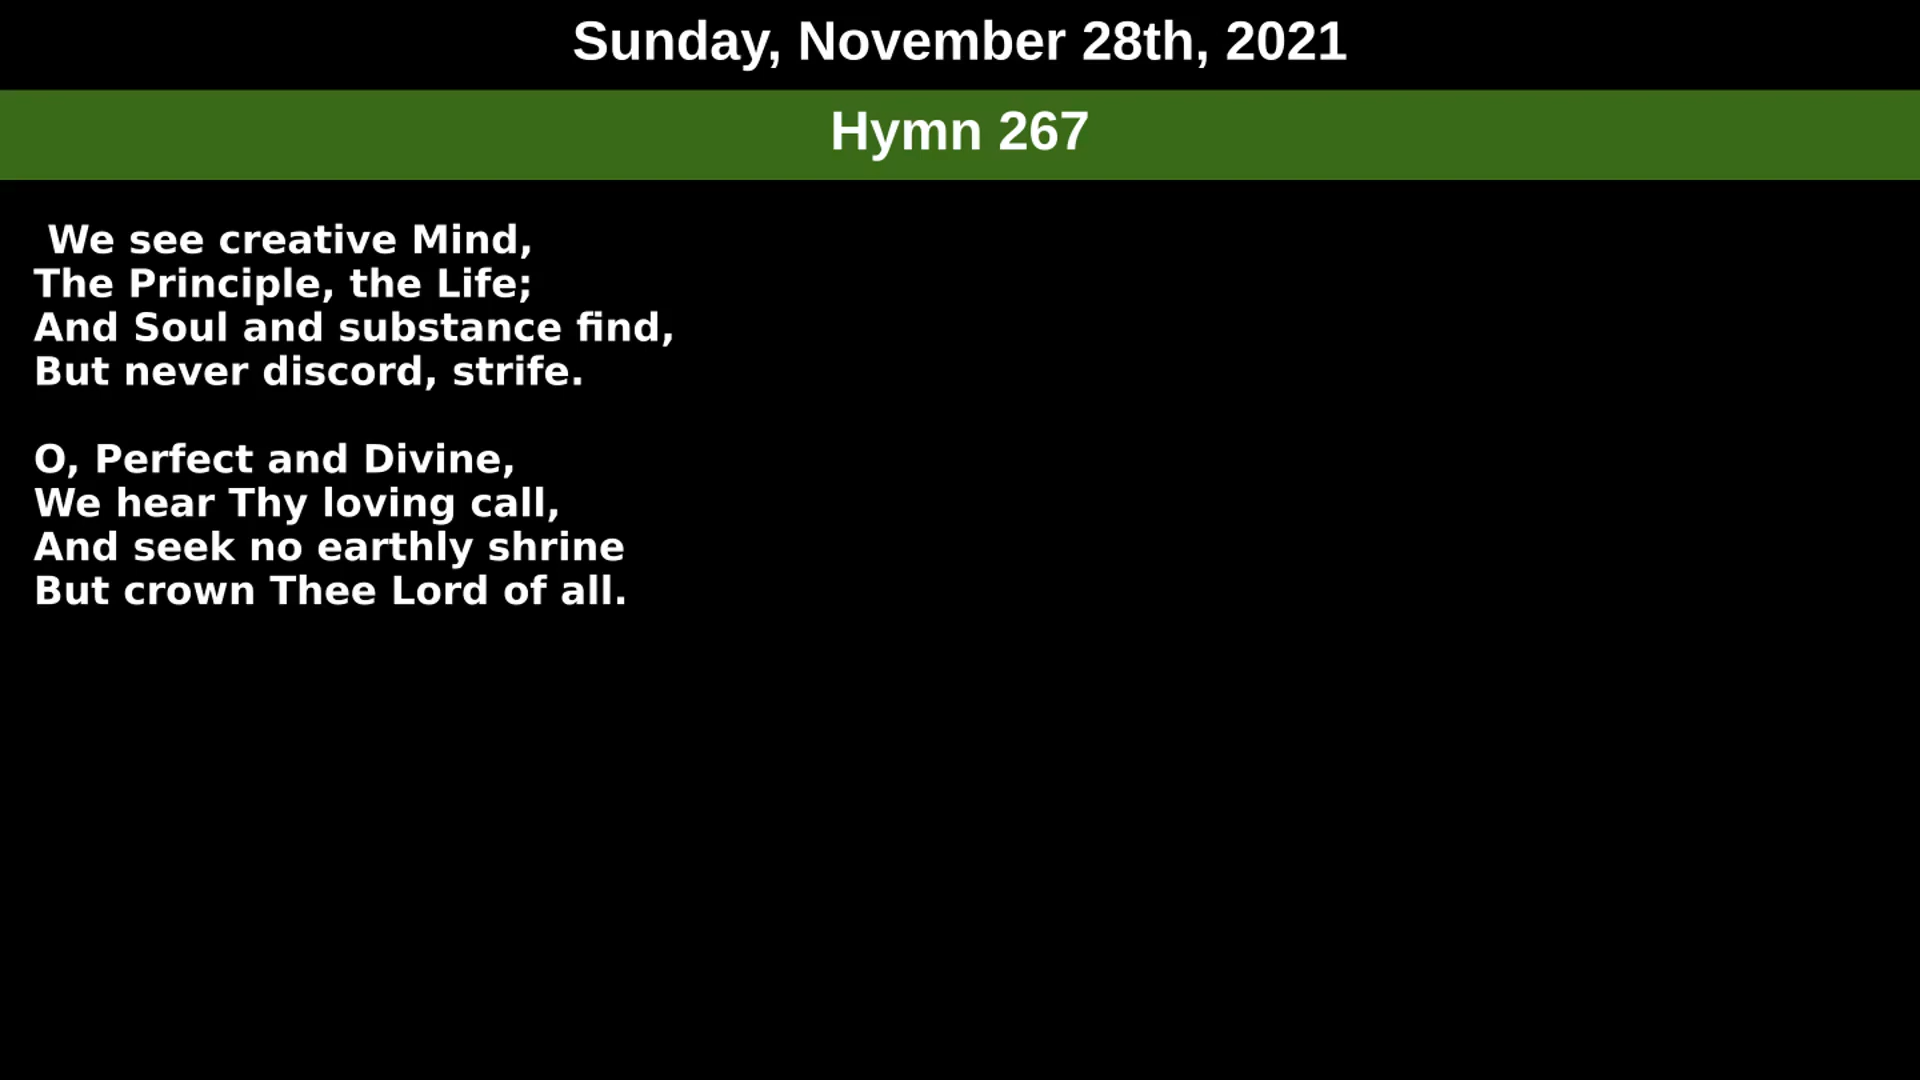 Sunday, November 28th, 2021
Hymn 267
We see creative Mind,
The Principle, the Life;
And Soul and substance find,
But never discord, strife.
O, Perfect and Divine,
We hear Thy loving call,
And seek no earthly shrine
But crown Thee Lord of all.